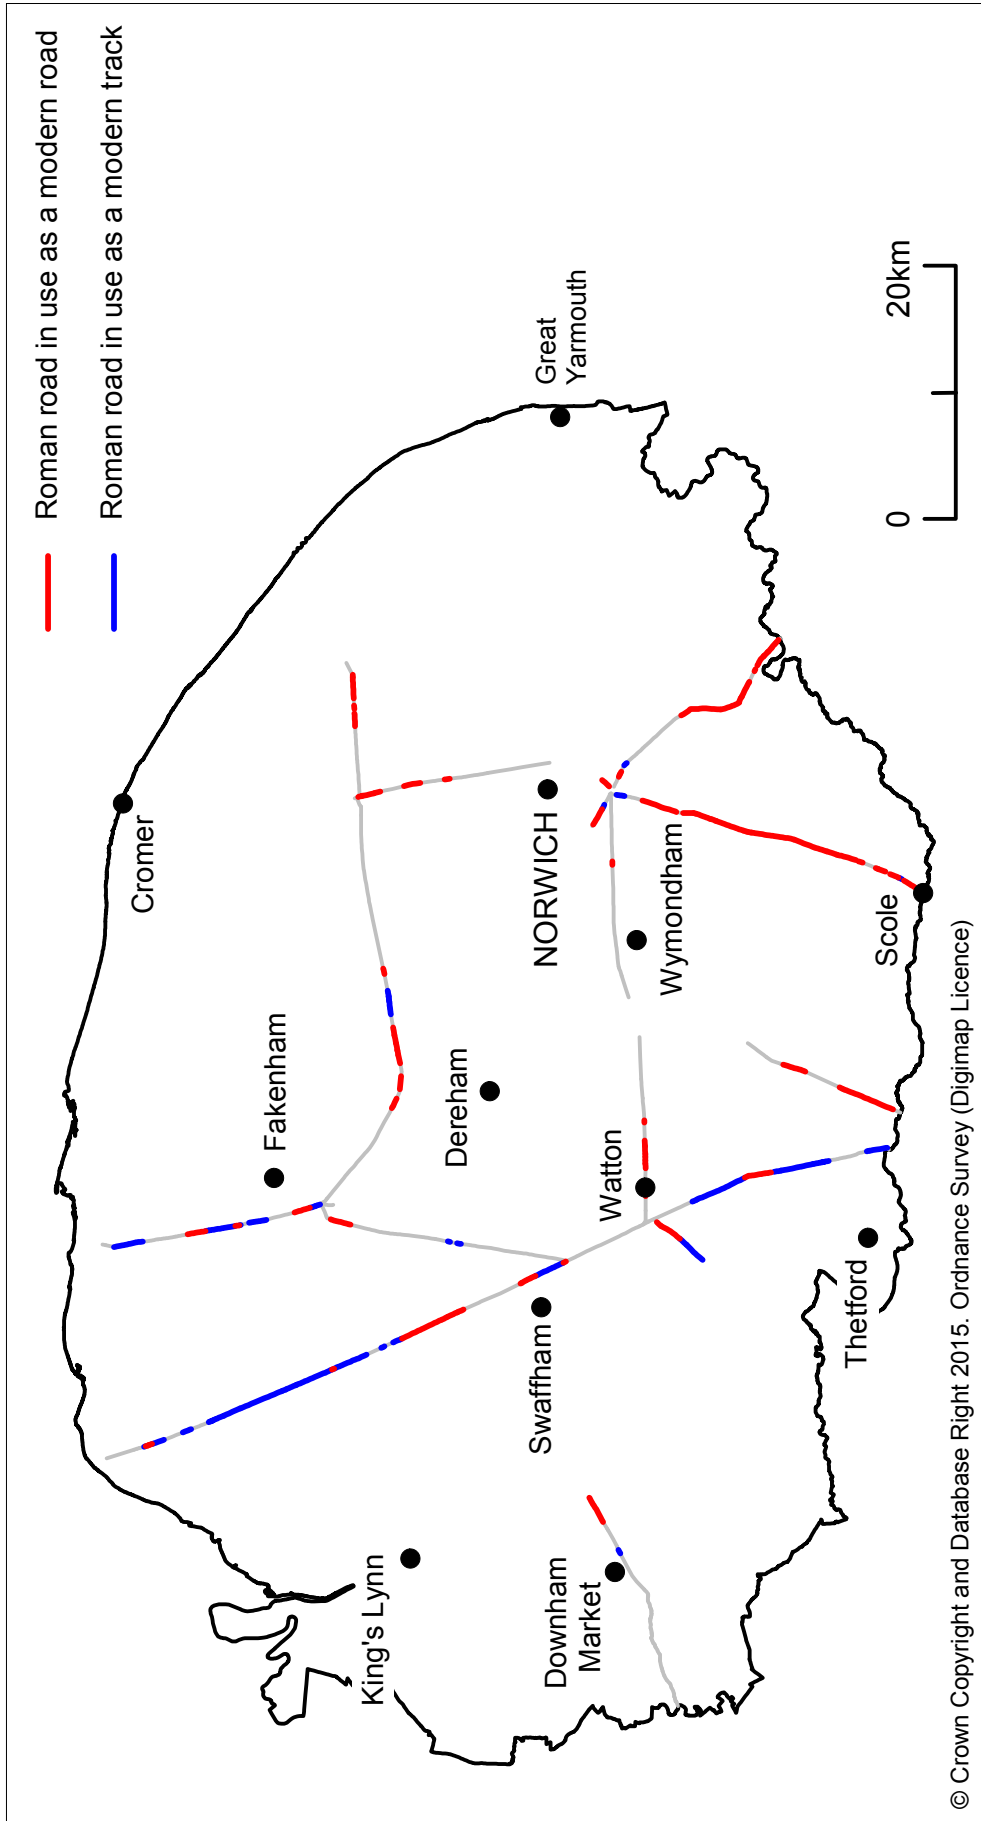 Roman road in use as a modern road
Roman road in use as a modern track
Cromer
Fakenham
King's Lynn
Dereham
Great
Yarmouth
NORWICH
Swaffham
Downham
Market
Watton
Wymondham
Thetford
Scole
0
20km
© Crown Copyright and Database Right 2015. Ordnance Survey (Digimap Licence)